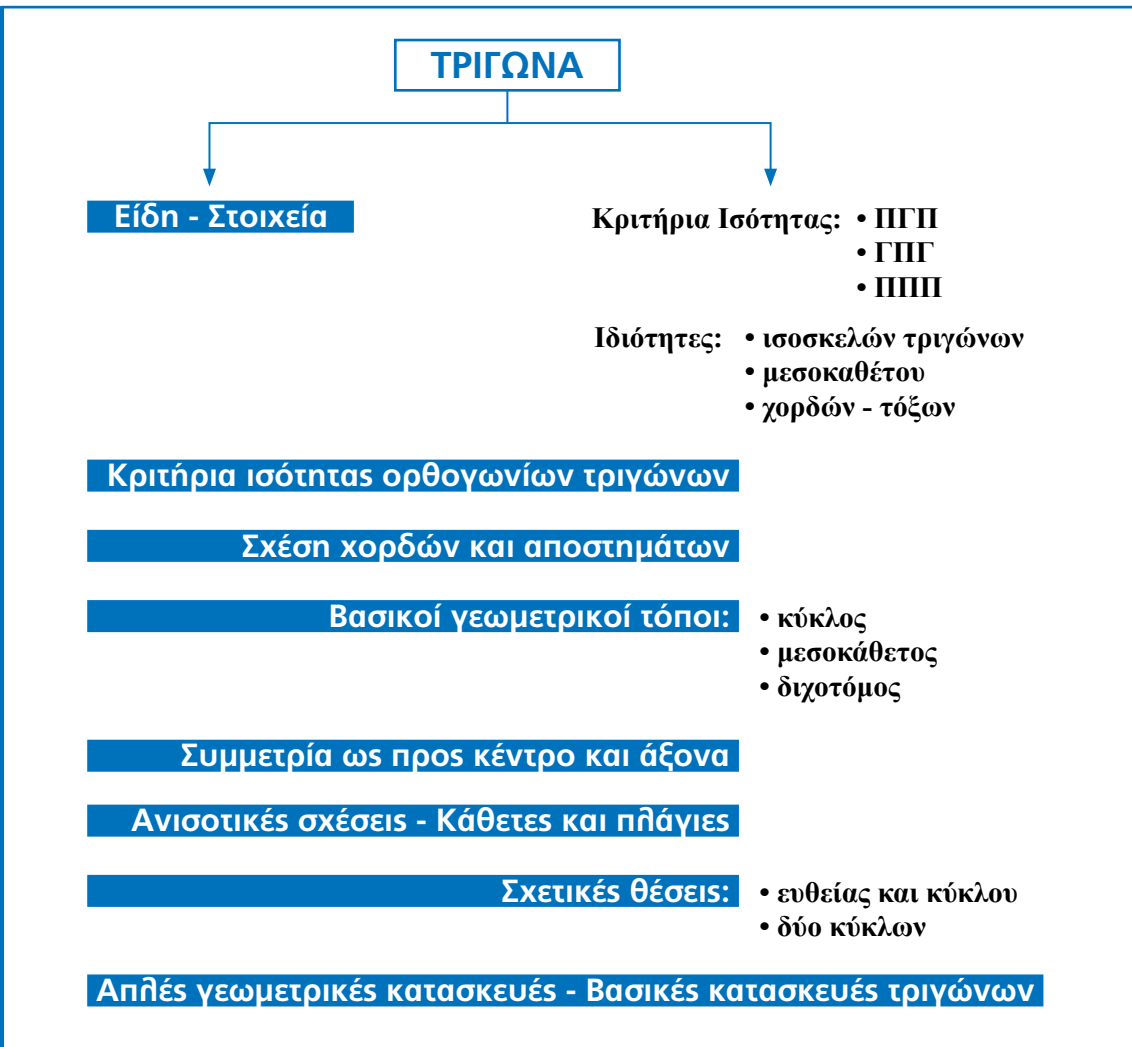 ΤΡΙΓΩΝΑ
Είδη - Στοιχεία
Κριτήρια Ισότητας: • ΠΓΠ
• ΓΠΓ
• ΠΠΠ
Ιδιότητες: • ισοσκελών τριγώνων
• μεσοκαθέτου
• χορδών - τόξων
Κριτήρια ισότητας ορθογωνίων τριγώνων
Σχέση χορδών και αποστημάτων
Βασικοί γεωμετρικοί τόποι: • κύκλος
• μεσοκάθετος
• διχοτόμος
Συμμετρία ως προς κέντρο και άξονα
Ανισοτικές σχέσεις - Κάθετες και πλάγιες
Σχετικές θέσεις: • ευθείας και κύκλου
• δύο κύκλων
Απλές γεωμετρικές κατασκευές - Βασικές κατασκευές τριγώνων